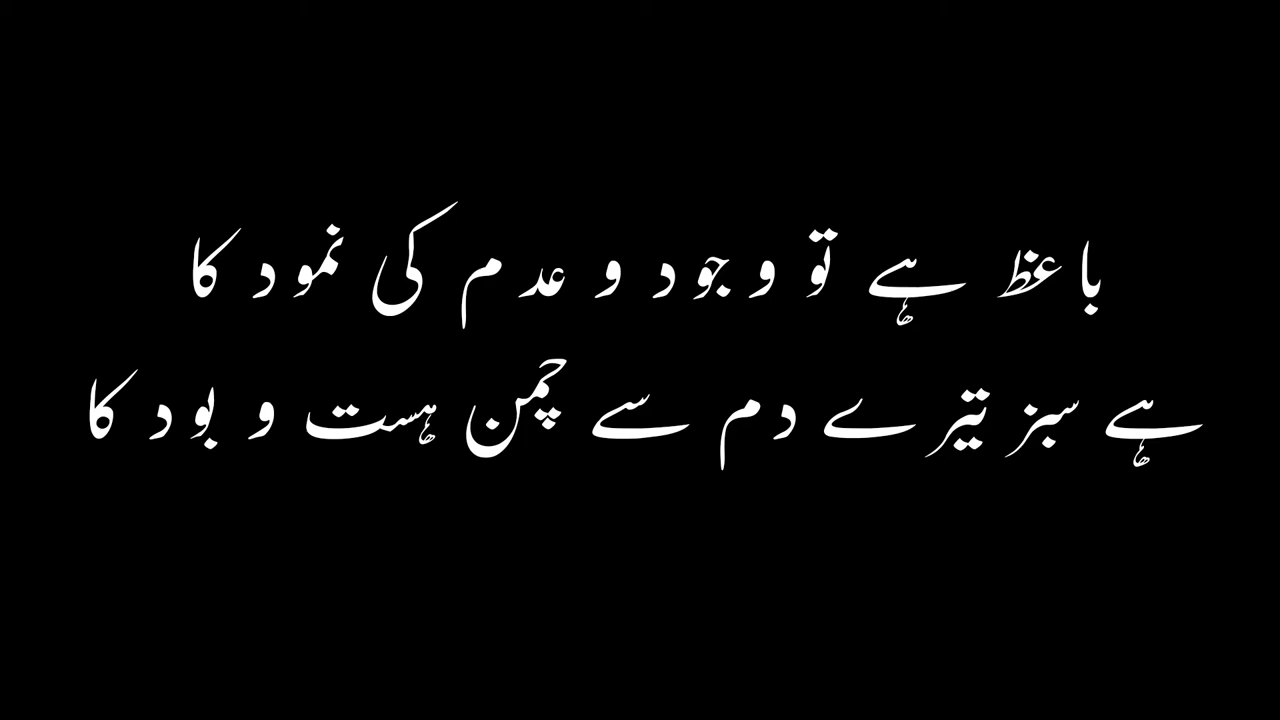 باعظ ہے تو وجود و عدم کی نمود کا
ہے سبز تیرے دم سے چمن ہست و بود کا